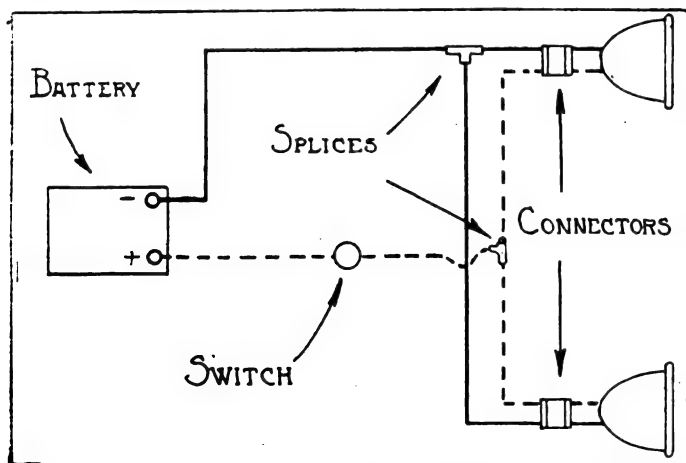 BATTERY
SPLICES
-
+
CONNECTORS
SWITCH